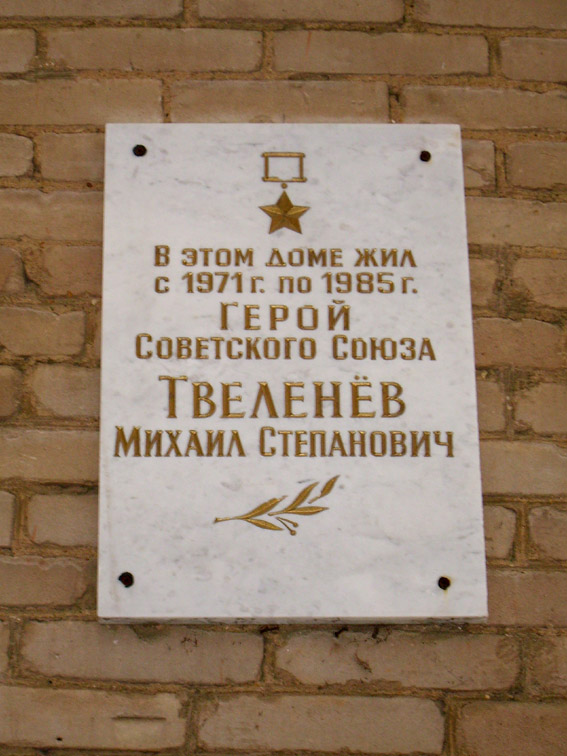 В этом доме жил
с 1971 г. по 1985 г.
Герой
Советского Союза
Твеленёв
Михаил Степанович